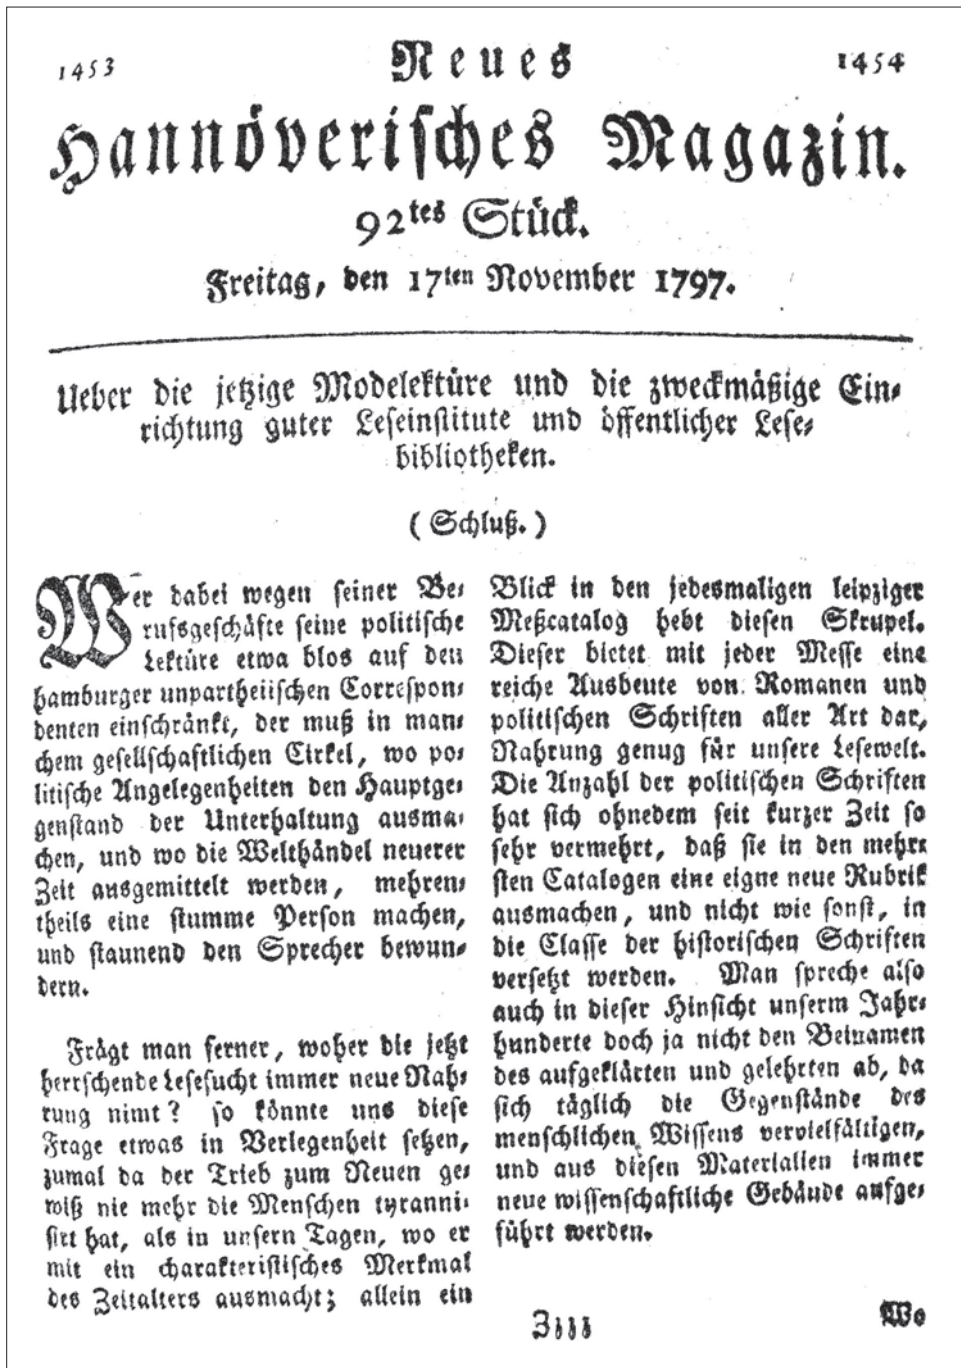 1453
Neues
1454
Hannöverisches Magazin.
92tes Stück.
Freitag, den 17ten November 1797.
Ueber die jetzige Modelektüre und die zweckmäßige Ein⸗
richtung guter Leseinstitute und öffentlicher Lese⸗
bibliotheken.
(Schluß.)
Wer dabei wegen seiner Be⸗
rufsgeschäfte seine politische
Lektüre etwa blos auf den
hamburger unpartheiischen Correspon⸗
denten einschränkt, der muß in man⸗
chem gesellschaftlichen Cirkel, wo po⸗
litische Angelegenheiten den Hauptge⸗
genstand der Unterhaltung ausma⸗
chen, und wo die Welthändel neuerer
Zeit ausgemittelt werden, mehren⸗
theils eine stumme Person machen,
und staunend den Sprecher bewun⸗
dern.
Frägt man ferner, woher die jetzt
herrschende Lesesucht immer neue Nah⸗
rung nimt? so könnte uns diese
Frage etwas in Verlegenheit setzen,
zumal da der Trieb zum Neuen ge⸗
wiß nie mehr die Menschen tyranni⸗
sirt hat, als in unsern Tagen, wo er
mit ein charakteristisches Merkmal
des Zeitalters ausmacht; allein ein
Blick in den jedesmaligen leipziger
Meßcatalog hebt diesen Skrupel.
Dieser bietet mit jeder Messe eine
reiche Ausbeute von Romanen und
politischen Schriften aller Art dar,
Nahrung genug für unsere Lesewelt.
Die Anzahl der politischen Schriften
hat sich ohnedem seit kurzer Zeit so
sehr vermehrt, daß sie in den mehre
sten Catalogen eine eigne neue Rubrik
ausmachen, und nicht wie sonst, in
die Classe der historischen Schriften
versetzt werden. Man spreche also
auch in dieser Hinsicht unserm Jahr⸗
hunderte doch ja nicht den Beinamen
des aufgeklärten und gelehrten ab, da
sich täglich die Gegenstände des
menschlichen Wissens vervielfältigen,
und aus diesen Materialien immer
neue wissenschaftliche Gebäude aufge⸗
führt werden.
Zzzz
Wo